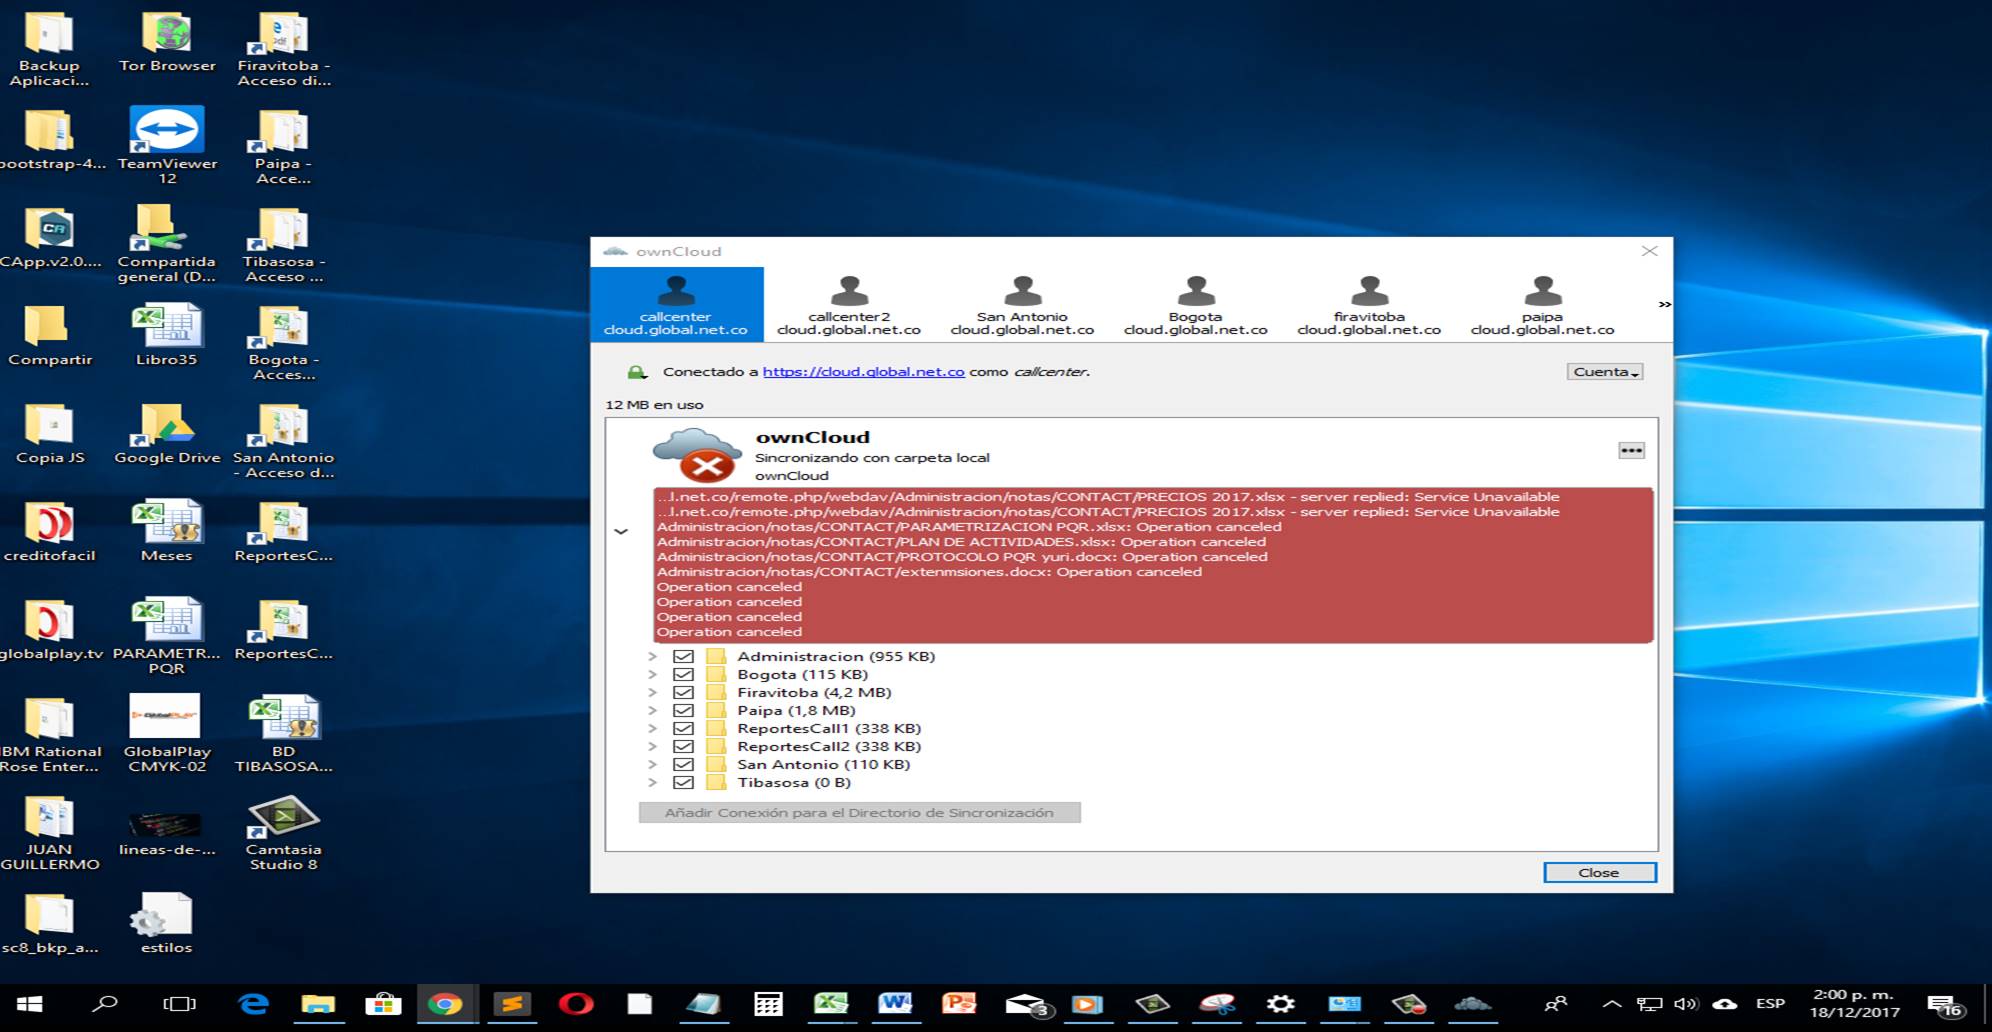 Backup
Aplicaci...
Tor Browser
Firavitoba -
Acceso di...
bootstrap-4...
TeamViewer
12
Paipa -
Acce...
CApp.v2.0....
Compartida
general (D...
Tibasosa -
Acceso ...
Compartir
Libro35
Bogota -
Acces...
Copia JS
Google Drive
San Antonio
- Acceso d...
creditofacil
Meses
ReportesC...
globalplay.tv
PARAMETR...
PQR
ReportesC...
IBM Rational
Rose Enter...
GlobalPlay
CMYK-02
BD
TIBASOSA...
JUAN
GUILLERMO
lineas-de-...
Camtasia
Studio 8
sc8_bkp_a...
estilos
ownCloud
callcenter
cloud.global.net.co
callcenter2
cloud.global.net.co
San Antonio
cloud.global.net.co
Bogota
cloud.global.net.co
firavitoba
cloud.global.net.co
paipa
cloud.global.net.co
»
Conectado a https://cloud.global.net.co como callcenter.
Cuenta
12 MB en uso
ownCloud
Sincronizando con carpeta local
ownCloud
...l.net.co/remote.php/webdav/Administracion/notas/CONTACT/PRECIOS 2017.xlsx - server replied: Service Unavailable
...l.net.co/remote.php/webdav/Administracion/notas/CONTACT/PRECIOS 2017.xlsx - server replied: Service Unavailable
Administracion/notas/CONTACT/PARAMETRIZACION PQR.xlsx: Operation canceled
Administracion/notas/CONTACT/PLAN DE ACTIVIDADES.xlsx: Operation canceled
Administracion/notas/CONTACT/PROTOCOLO PQR yuri.docx: Operation canceled
Administracion/notas/CONTACT/extenmsiones.docx: Operation canceled
Operation canceled
Operation canceled
Operation canceled
Operation canceled
Administracion (955 KB)
Bogota (115 KB)
Firavitoba (4,2 MB)
Paipa (1,8 MB)
ReportesCall1 (338 KB)
ReportesCall2 (338 KB)
San Antonio (110 KB)
Tibasosa (0 B)
Añadir Conexión para el Directorio de Sincronización
Close
3
ESP
2:00 p. m.
18/12/2017
16